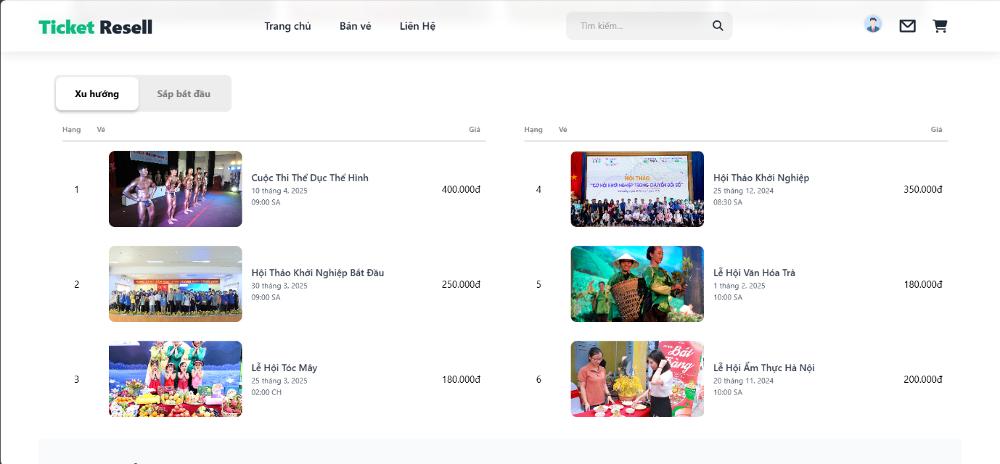 Ticket Resell
Trang chủ
Bán vé
Liên Hệ
Tìm kiếm...
Xu hướng
Sắp bắt đầu
Hạng Vé Giá
1
Cuộc Thi Thể Dục Thể Hình
10 tháng 4, 2025
09:00 SA
400.000đ
2
Hội Thảo Khởi Nghiệp Bắt Đầu
30 tháng 3, 2025
09:00 SA
250.000đ
3
Lễ Hội Tóc Mây
25 tháng 3, 2025
02:00 CH
180.000đ
Hạng Vé Giá
4
HỘI THẢO
"CƠ HỘI KHỞI NGHIỆP TRONG CHUYỂN ĐỔI SỐ"
Hội Thảo Khởi Nghiệp
25 tháng 12, 2024
08:30 SA
350.000đ
5
Lễ Hội Văn Hóa Trà
1 tháng 2, 2025
10:00 SA
180.000đ
6
Bát
Tràng
Lễ Hội Ẩm Thực Hà Nội
20 tháng 11, 2024
10:00 SA
200.000đ